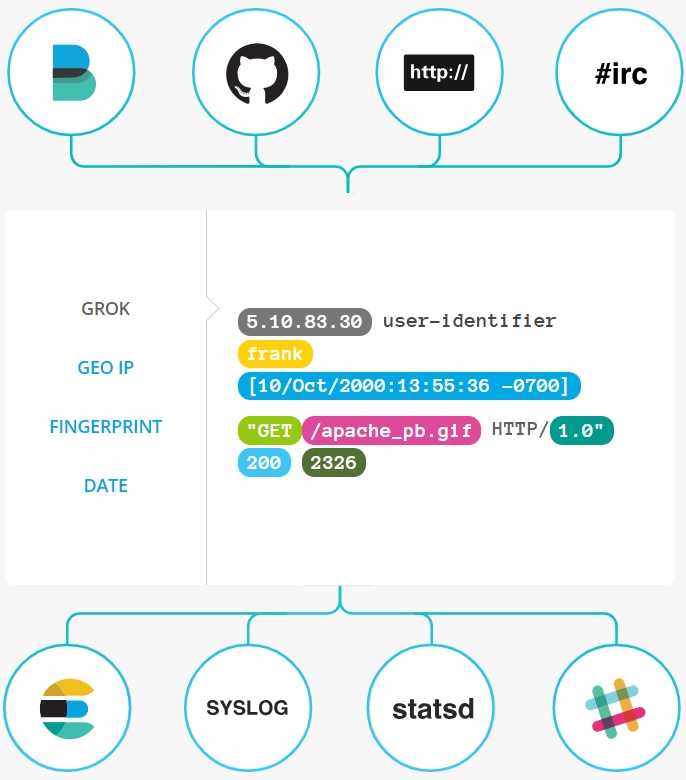 http://
#irc
GROK
GEO IP
FINGERPRINT
DATE
5.10.83.30 user-identifier
frank
[10/Oct/2000:13:55:36 -0700]
"GET /apache_pb.gif HTTP/1.0"
200 2326
SYSLOG
statsd